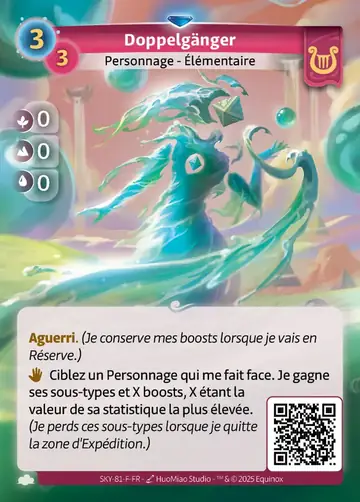 3
Doppelgänger
3
Personnage - Élémentaire
0
0
0
Aguerri. (Je conserve mes boosts lorsque je vais en
Réserve.)
Ciblez un Personnage qui me fait face. Je gagne
ses sous-types et X boosts, X étant la
valeur de sa statistique la plus élevée.
(Je perds ces sous-types lorsque je quitte
la zone d'Expédition.)
SKY-81-F-FR - HuoMiao Studio - ™ & © 2025 Equinox